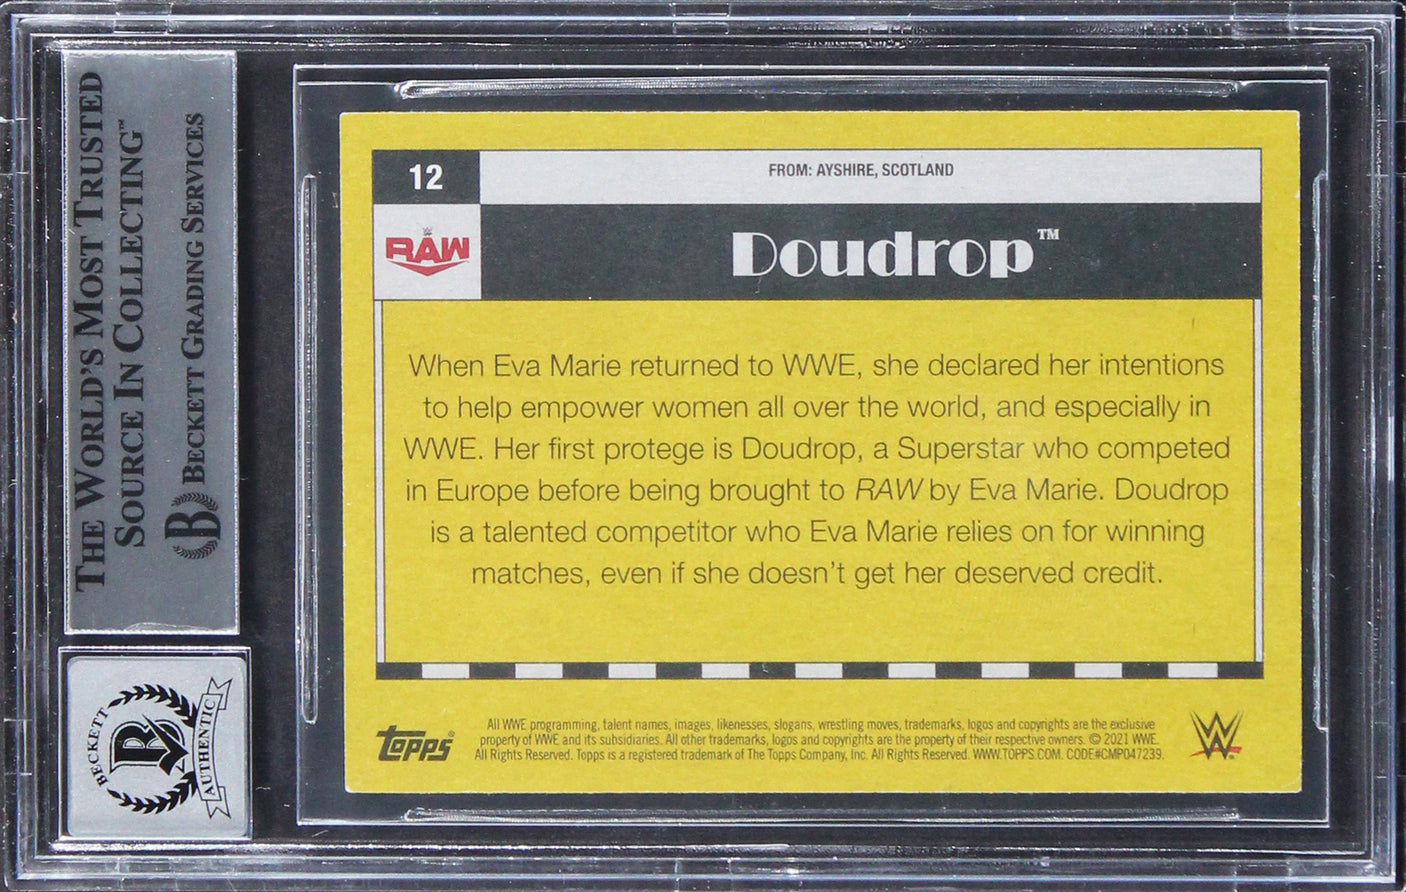 THE WORLD'S MOST TRUSTED
SOURCE IN COLLECTING™
BECKETT GRADING SERVICES
B
BECKETT
B
AUTHENTIC
12
FROM: AYSHIRE, SCOTLAND
RAW
Doudrop™
When Eva Marie returned to WWE, she declared her intentions
to help empower women all over the world, and especially in
WWE. Her first protege is Doudrop, a Superstar who competed
in Europe before being brought to RAW by Eva Marie. Doudrop
is a talented competitor who Eva Marie relies on for winning
matches, even if she doesn't get her deserved credit.
topps®
All WWE programming, talent names, images, likenesses, slogans, wrestling moves, trademarks, logos and copyrights are the exclusive
property of WWE and its subsidiaries. All other trademarks, logos and copyrights are the property of their respective owners. © 2021 WWE.
All Rights Reserved. Topps is a registered trademark of The Topps Company, Inc. All Rights Reserved. WWW.TOPPS.COM. CODE#CMP047239.
W